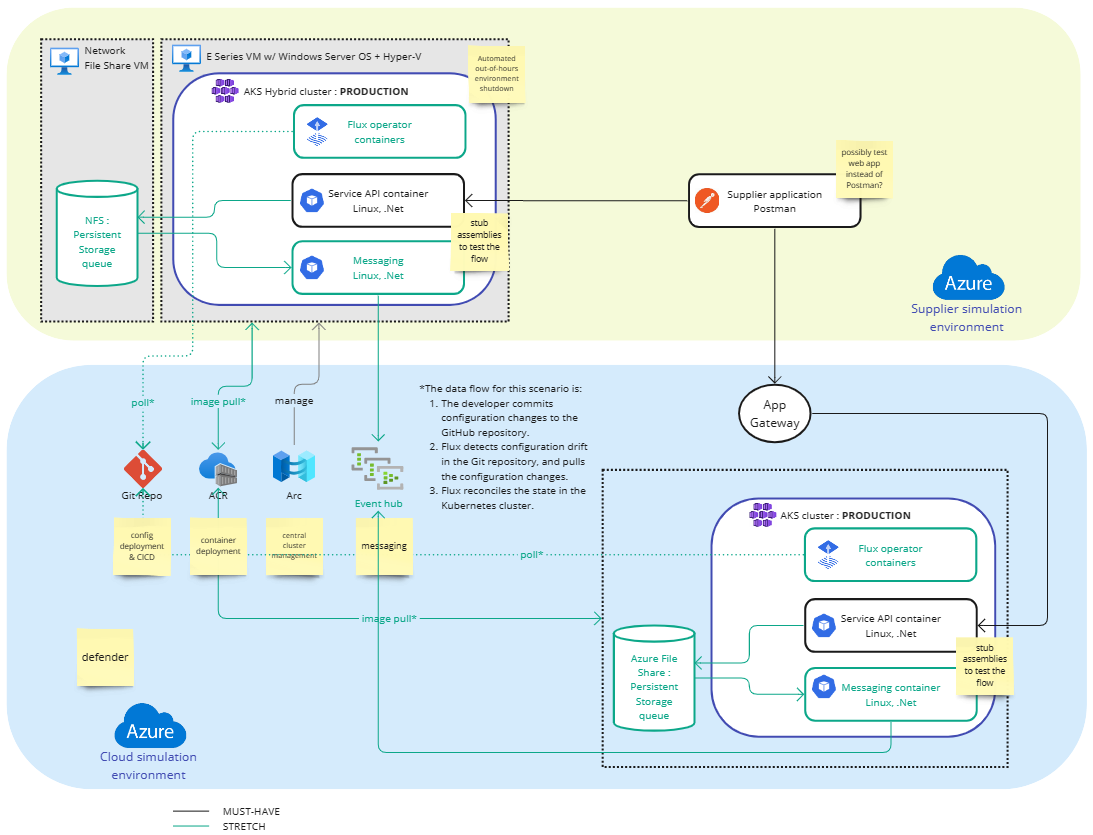 Network
File Share VM
E Series VM w/ Windows Server OS + Hyper-V
Automated
out-of-hours
environment
shutdown
AKS Hybrid cluster : PRODUCTION
Flux operator
containers
Service API container
Linux, .Net
stub
assemblies
to test the
flow
Messaging
Linux, .Net
NFS :
Persistent
Storage
queue
possibly test
web app
instead of
Postman?
Supplier application
Postman
Azure
Supplier simulation
environment
poll*
image pull*
manage
*The data flow for this scenario is:
1. The developer commits
configuration changes to the
GitHub repository.
2. Flux detects configuration drift
in the Git repository, and pulls
the configuration changes.
3. Flux reconciles the state in the
Kubernetes cluster.
App
Gateway
Git Repo
ACR
Arc
Event hub
config
deployment
& CICD
container
deployment
central
cluster
management
messaging
poll*
image pull*
AKS cluster : PRODUCTION
Flux operator
containers
Service API container
Linux, .Net
stub
assemblies
to test the
flow
Messaging container
Linux, .Net
Azure File
Share :
Persistent
Storage
queue
defender
Azure
Cloud simulation
environment
MUST-HAVE
STRETCH